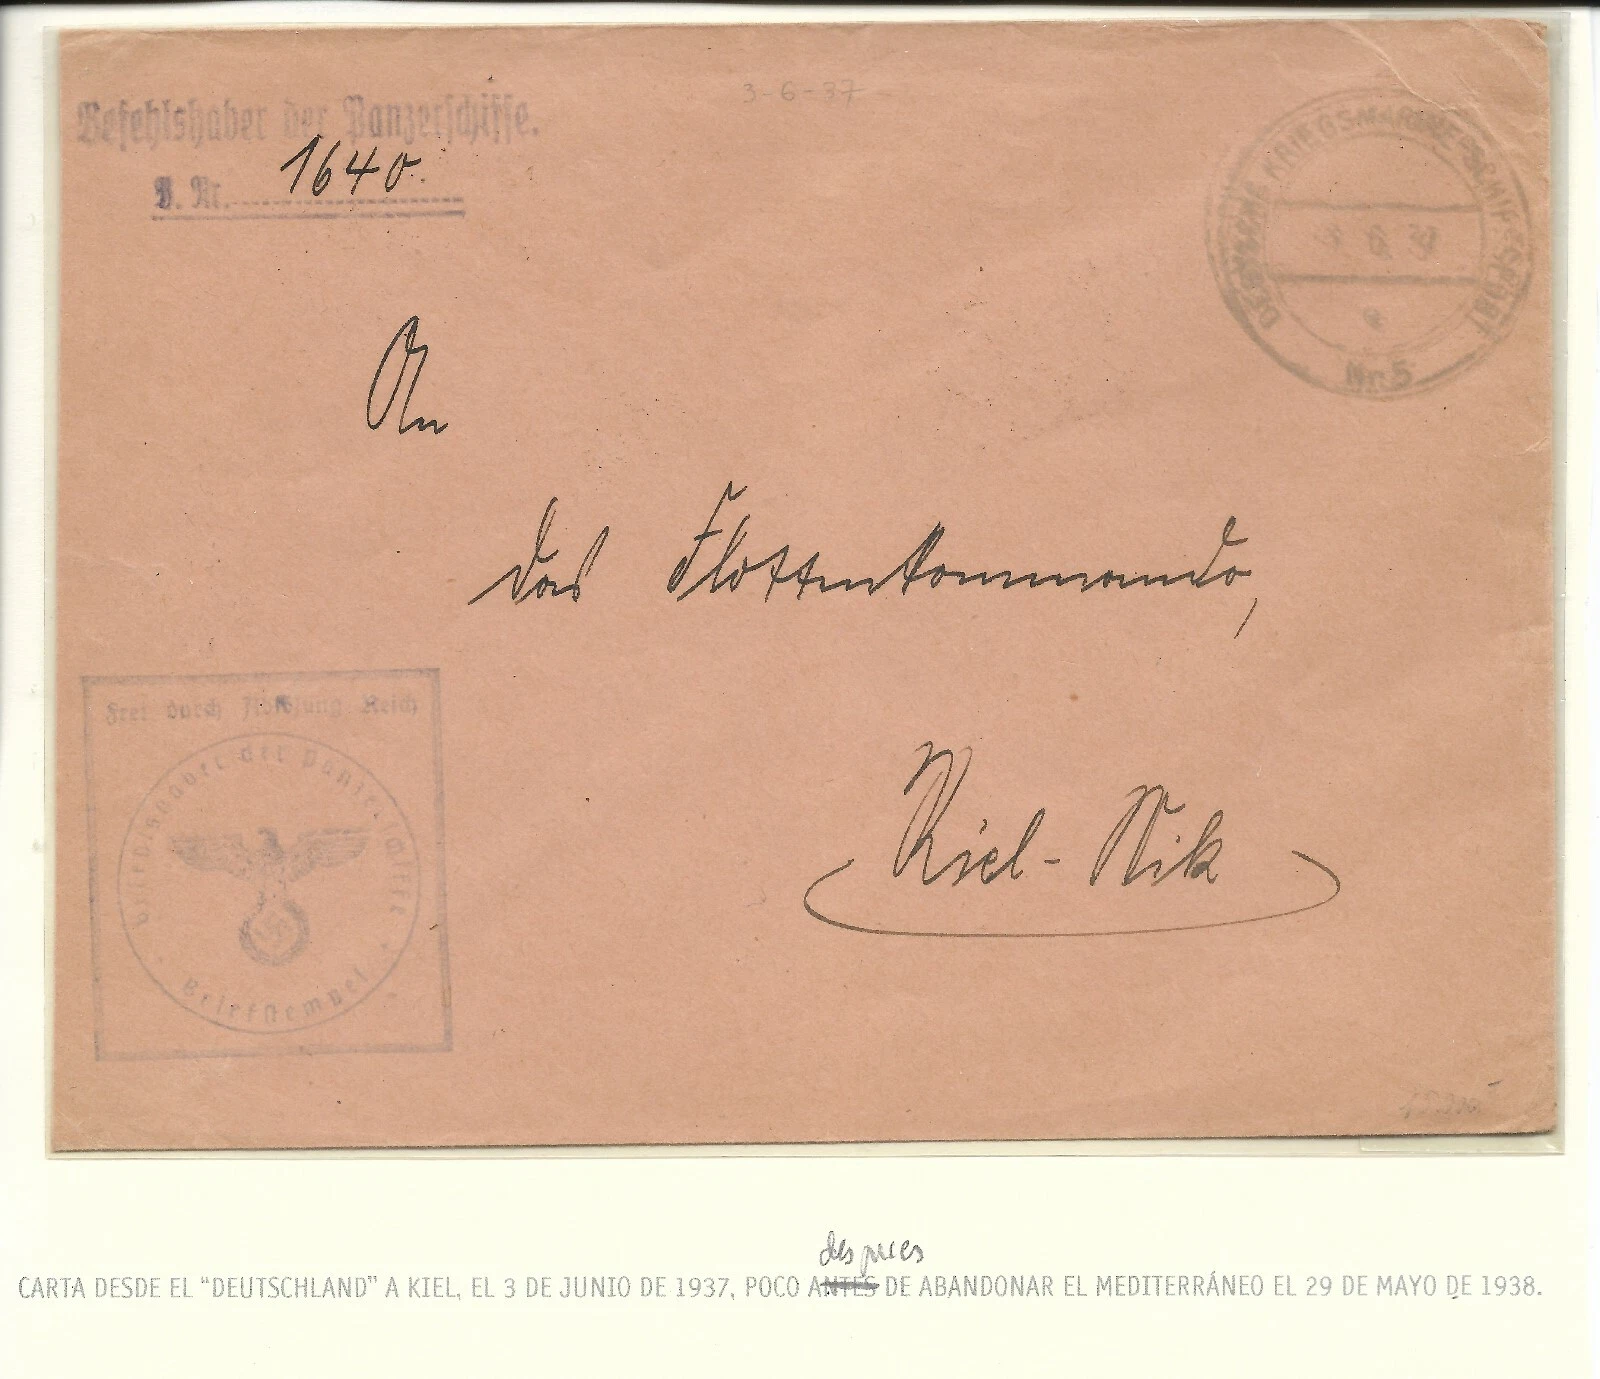 3-6-37
Befehlshaber der Panzerschiffe.
B. Nr. 1640.
DEUTSCHE KRIEGSMARINE-SCHIFFSPOST
6. 37
e
Nr. 5
An
das Flottenkommando,
Kiel-Wik
Frei durch Ablösung Reich
Befehlshaber der Panzerschiffe
Briefstempel
despues
CARTA DESDE EL "DEUTSCHLAND" A KIEL, EL 3 DE JUNIO DE 1937, POCO ANTES DE ABANDONAR EL MEDITERRÁNEO EL 29 DE MAYO DE 1938.